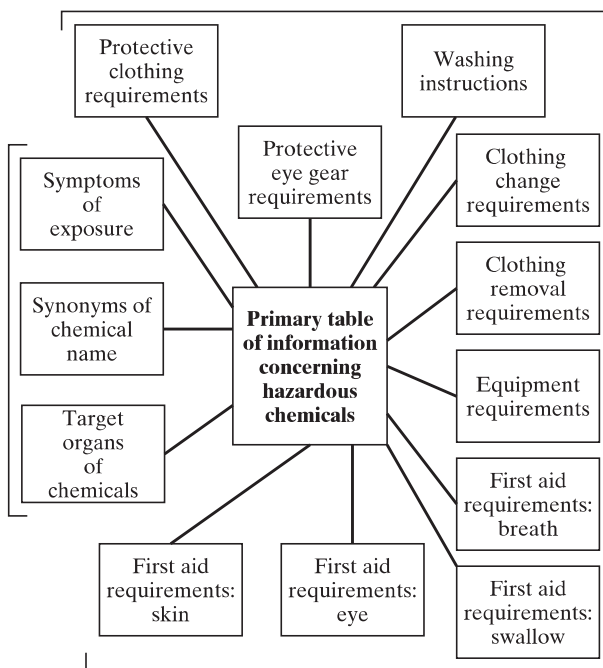 Protective
clothing
requirements
Washing
instructions
Protective
eye gear
requirements
Clothing
change
requirements
Symptoms
of
exposure
Clothing
removal
requirements
Synonyms of
chemical
name
Primary table
of information
concerning
hazardous
chemicals
Equipment
requirements
Target
organs
of
chemicals
First aid
requirements:
breath
First aid
requirements:
skin
First aid
requirements:
eye
First aid
requirements:
swallow